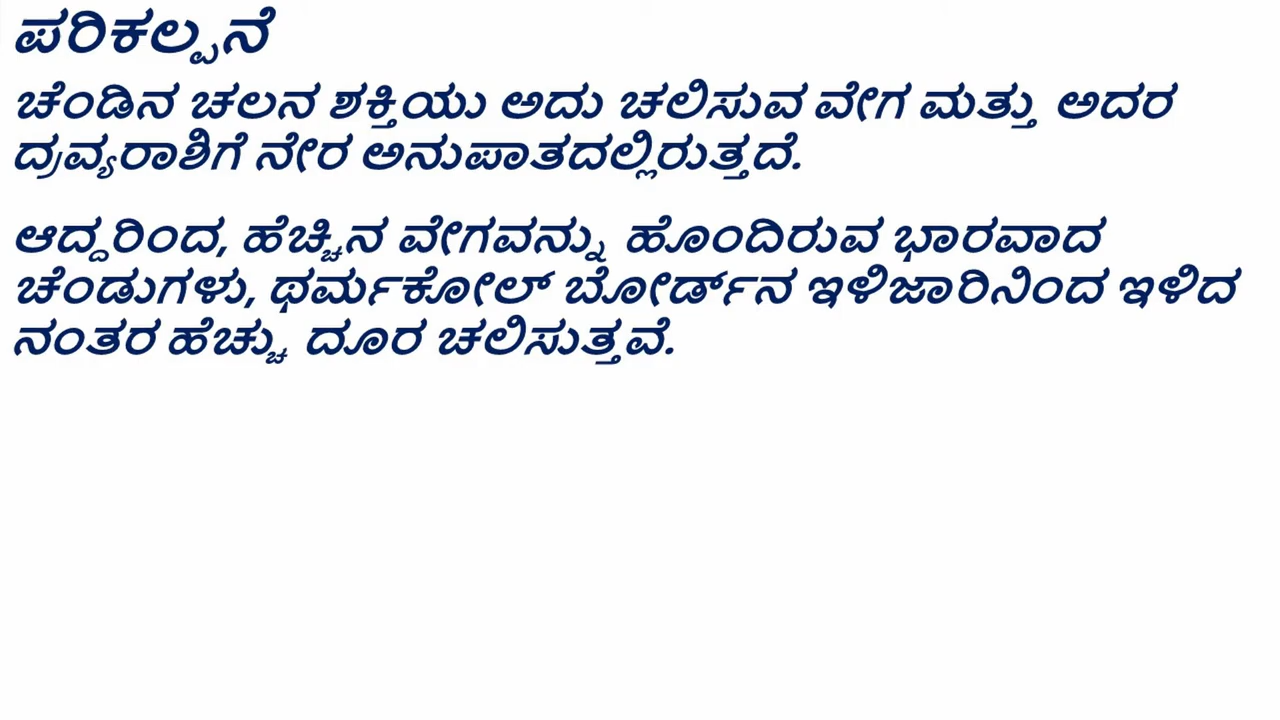 ಪರಿಕಲ್ಪನೆ
ಚೆಂಡಿನ ಚಲನ ಶಕ್ತಿಯು ಅದು ಚಲಿಸುವ ವೇಗ ಮತ್ತು ಅದರ
ದ್ರವ್ಯರಾಶಿಗೆ ನೇರ ಅನುಪಾತದಲ್ಲಿರುತ್ತದೆ.
ಆದ್ದರಿಂದ, ಹೆಚ್ಚಿನ ವೇಗವನ್ನು ಹೊಂದಿರುವ ಭಾರವಾದ
ಚೆಂಡುಗಳು, ಥರ್ಮಕೋಲ್ ಬೋರ್ಡ್‌ನ ಇಳಿಜಾರಿನಿಂದ ಇಳಿದ
ನಂತರ ಹೆಚ್ಚು ದೂರ ಚಲಿಸುತ್ತವೆ.